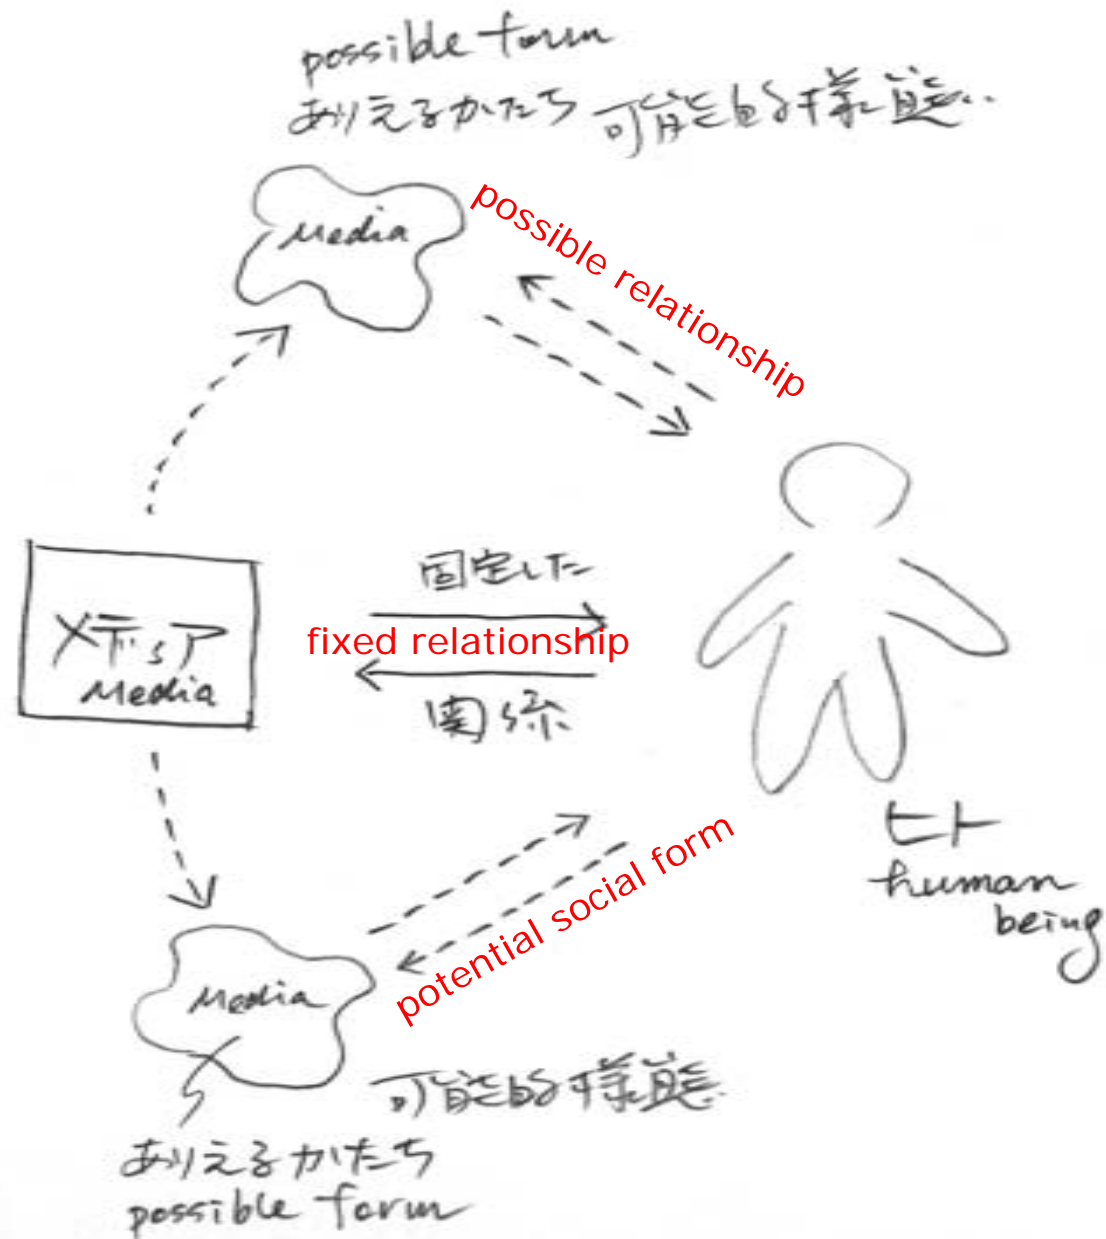 possible form
ありえるかたち 可能的様態
Media
possible relationship
固定した
fixed relationship
関係
メディア
Media
ヒト
human
being
potential social form
Media
可能的様態
ありえるかたち
possible form